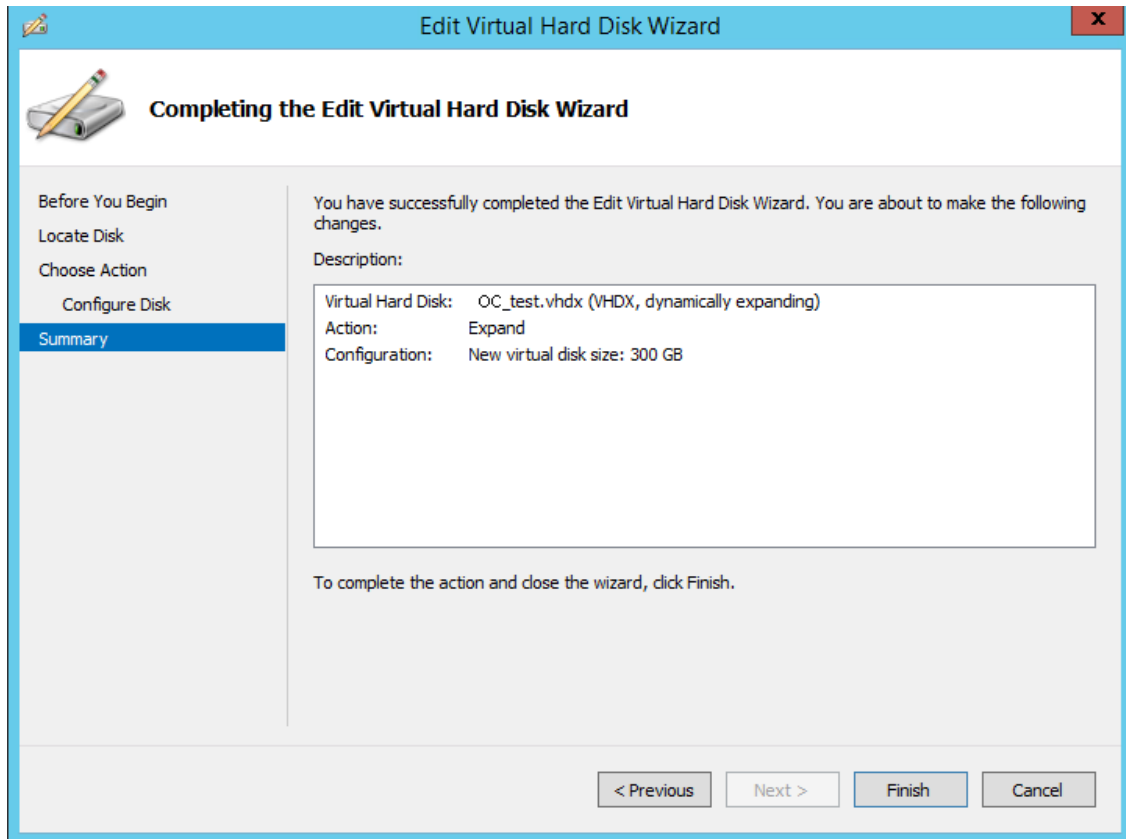 Edit Virtual Hard Disk Wizard
x
Completing the Edit Virtual Hard Disk Wizard
Before You Begin
Locate Disk
Choose Action
Configure Disk
Summary
You have successfully completed the Edit Virtual Hard Disk Wizard. You are about to make the following
changes.
Description:
Virtual Hard Disk: OC_test.vhdx (VHDX, dynamically expanding)
Action: Expand
Configuration: New virtual disk size: 300 GB
To complete the action and close the wizard, click Finish.
< Previous Next > Finish Cancel